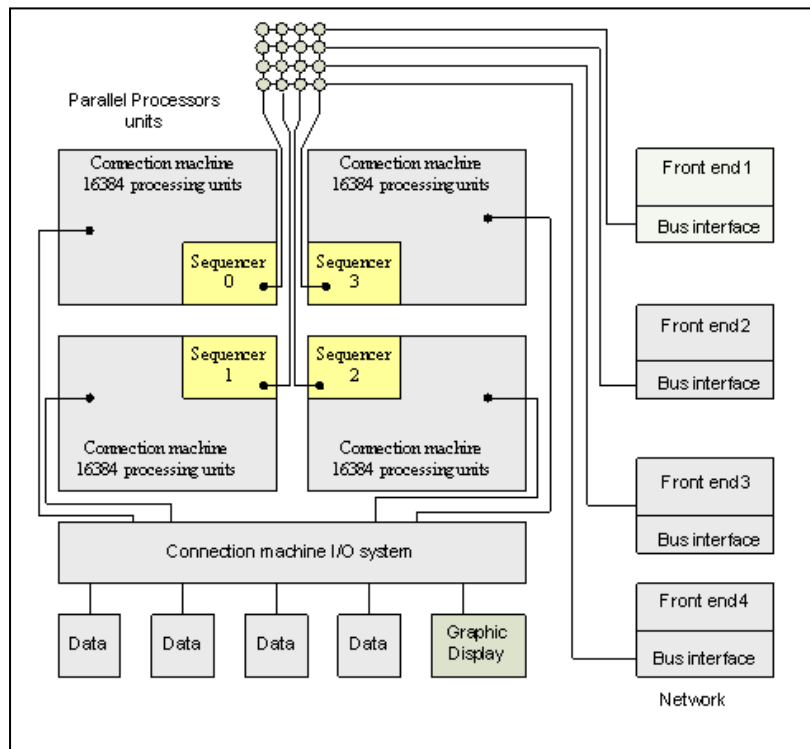 Parallel Processors
units
Connection machine
16384 processing units
Connection machine
16384 processing units
Sequencer
0
Sequencer
3
Sequencer
1
Sequencer
2
Connection machine
16384 processing units
Connection machine
16384 processing units
Connection machine I/O system
Data
Data
Data
Data
Graphic
Display
Front end 1
Bus interface
Front end 2
Bus interface
Front end 3
Bus interface
Front end 4
Bus interface
Network